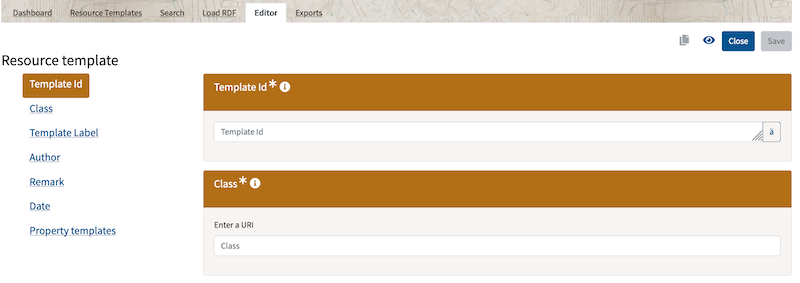 Dashboard Resource Templates Search Load RDF Editor Exports
Close Save
Resource template
Template Id
Class
Template Label
Author
Remark
Date
Property templates
Template Id*
Template Id ä
Class*
Enter a URI
Class